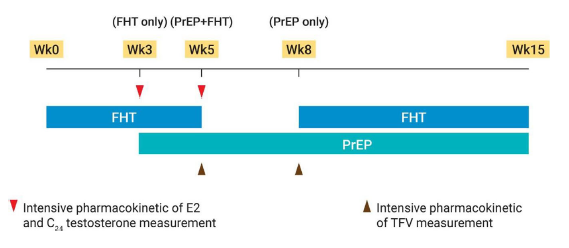 (FHT only) (PrEP+FHT) (PrEP only)
Wk0 Wk3 Wk5 Wk8 Wk15
FHT FHT
PrEP
Intensive pharmacokinetic of E2
and C24 testosterone measurement
Intensive pharmacokinetic
of TFV measurement